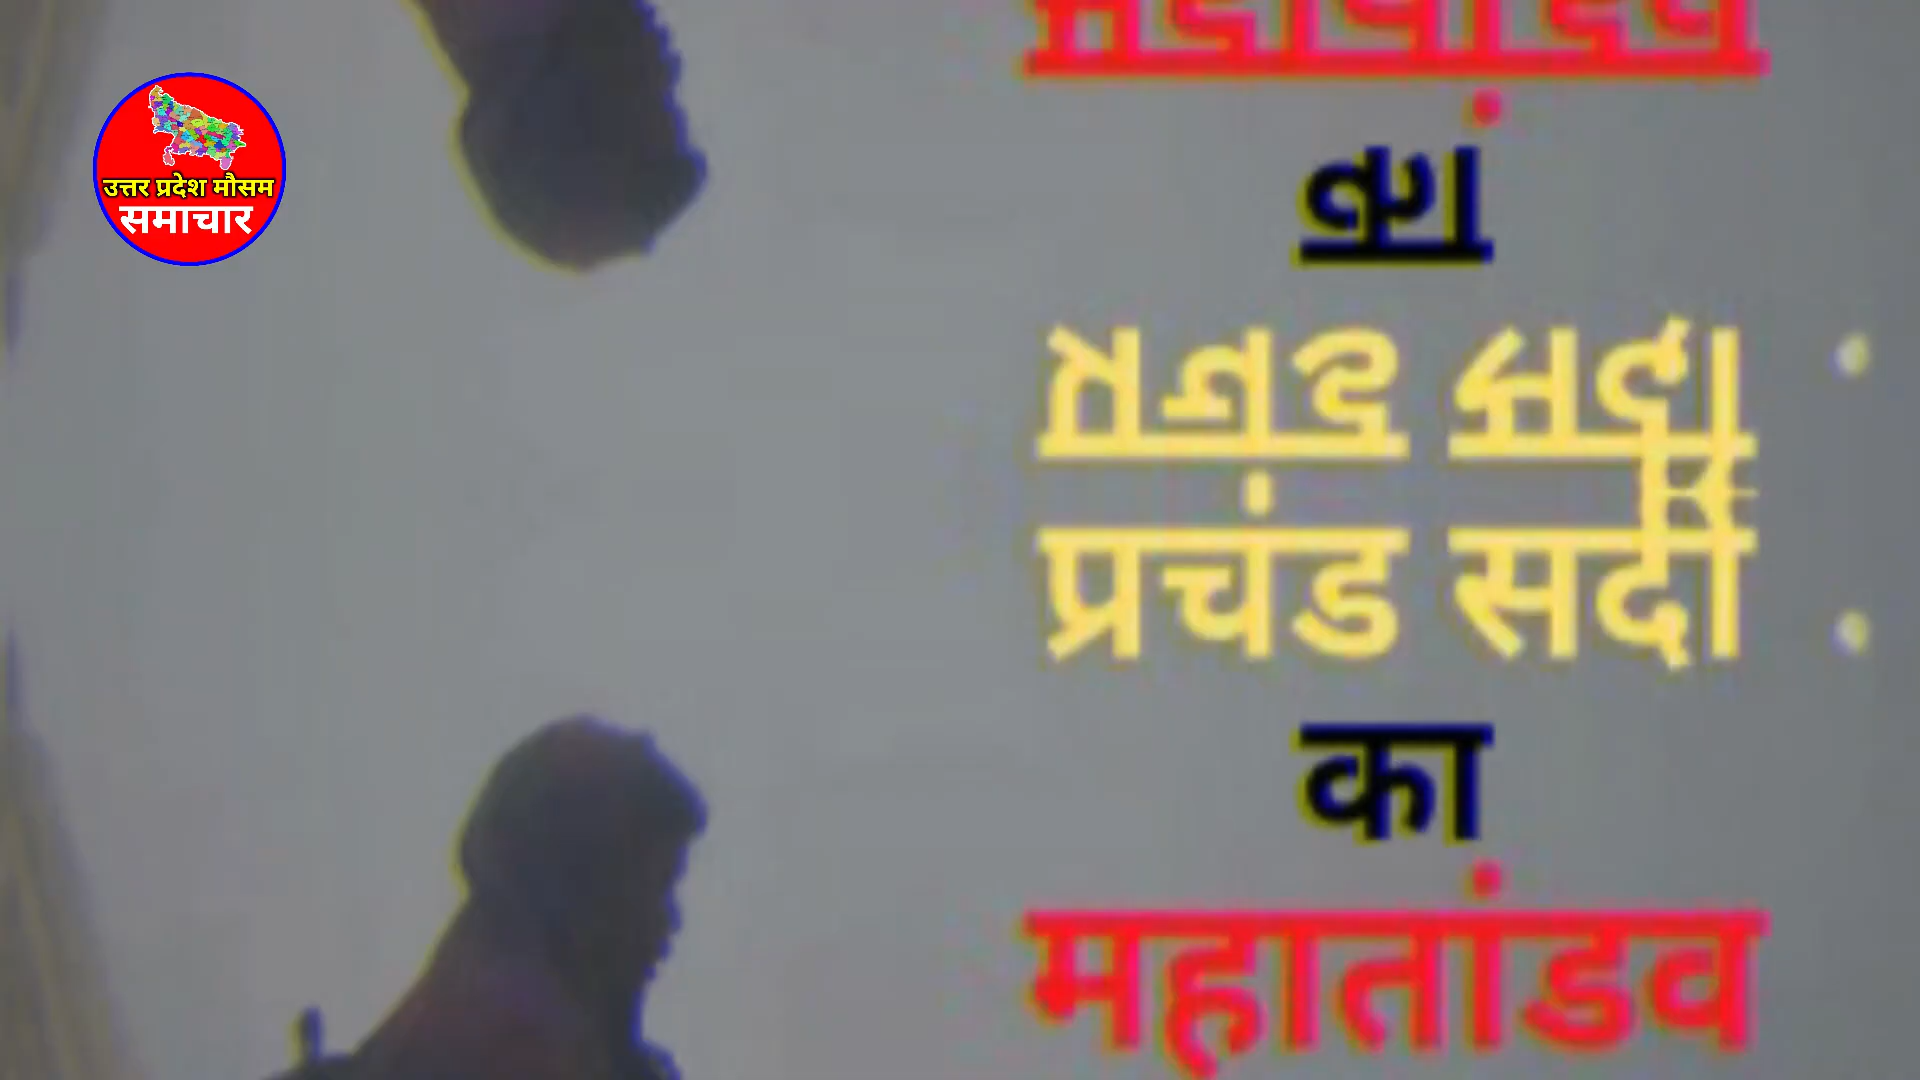 उत्तर प्रदेश मौसम
समाचार
प्रचंड सर्दी
का
महातांडव